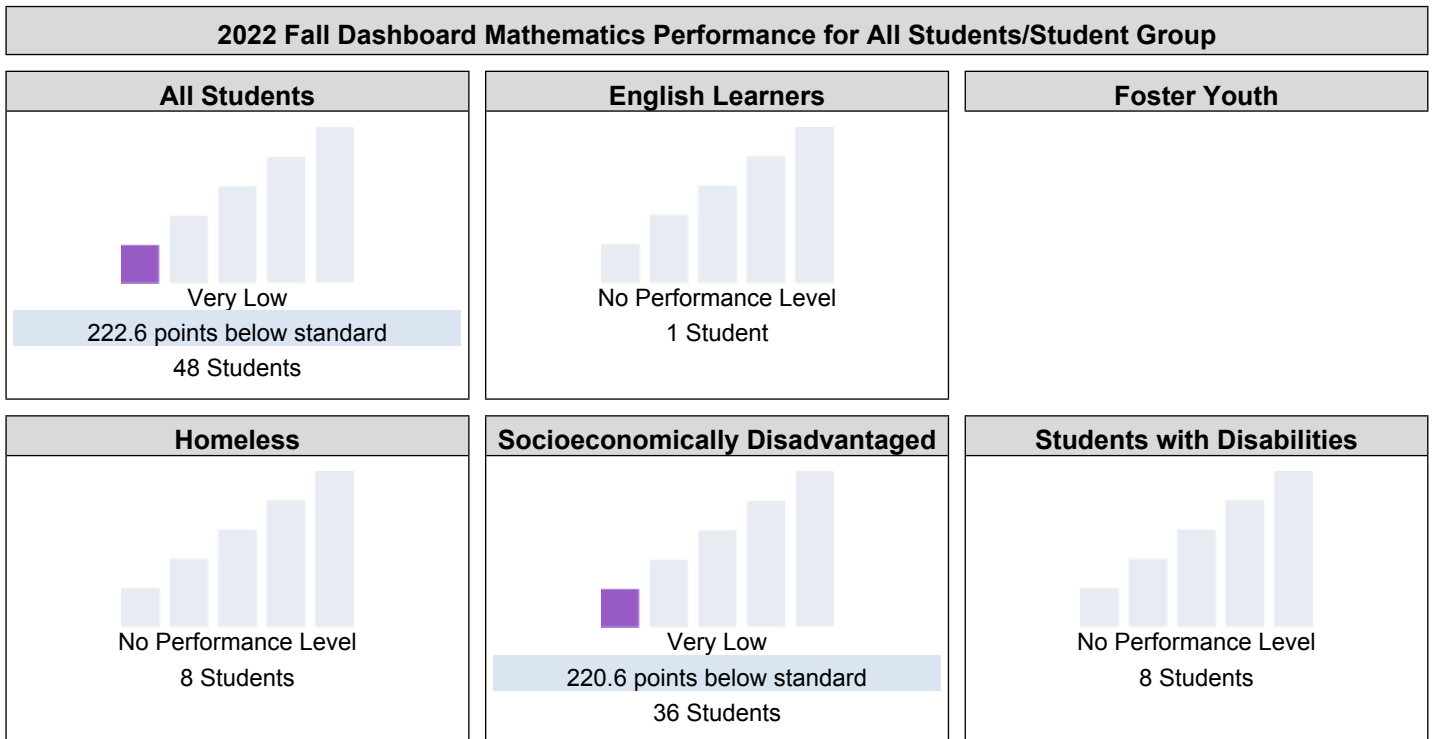 2022 Fall Dashboard Mathematics Performance for All Students/Student Group
All Students
Very Low
222.6 points below standard
48 Students
English Learners
No Performance Level
1 Student
Foster Youth
Homeless
No Performance Level
8 Students
Socioeconomically Disadvantaged
Very Low
220.6 points below standard
36 Students
Students with Disabilities
No Performance Level
8 Students